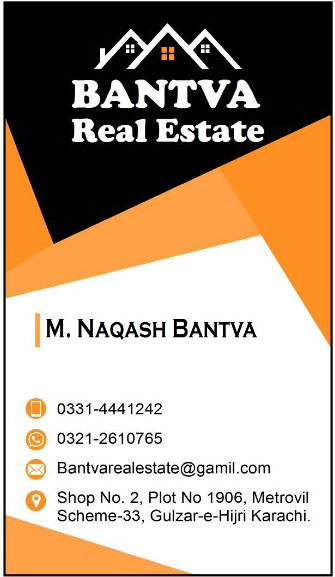 BANTVA
Real Estate
M. NAQASH BANTVA
0331-4441242
0321-2610765
Bantvarealestate@gamil.com
Shop No. 2, Plot No 1906, Metrovil
Scheme-33, Gulzar-e-Hijri Karachi.